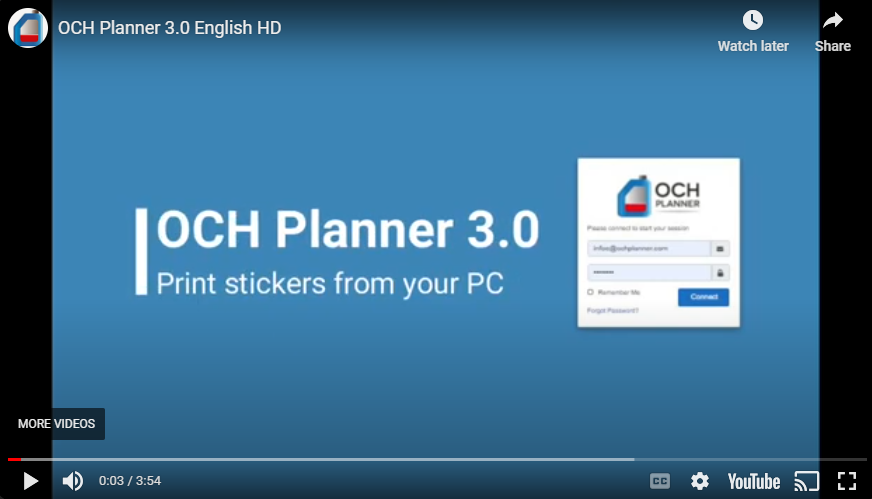 OCH Planner 3.0 English HD
Watch later
Share
OCH Planner 3.0
Print stickers from your PC
OCH
PLANNER
Please connect to start your session
infos@ochplanner.com
Remember Me
Connect
Forgot Password?
MORE VIDEOS
0:03 / 3:54
CC
YouTube